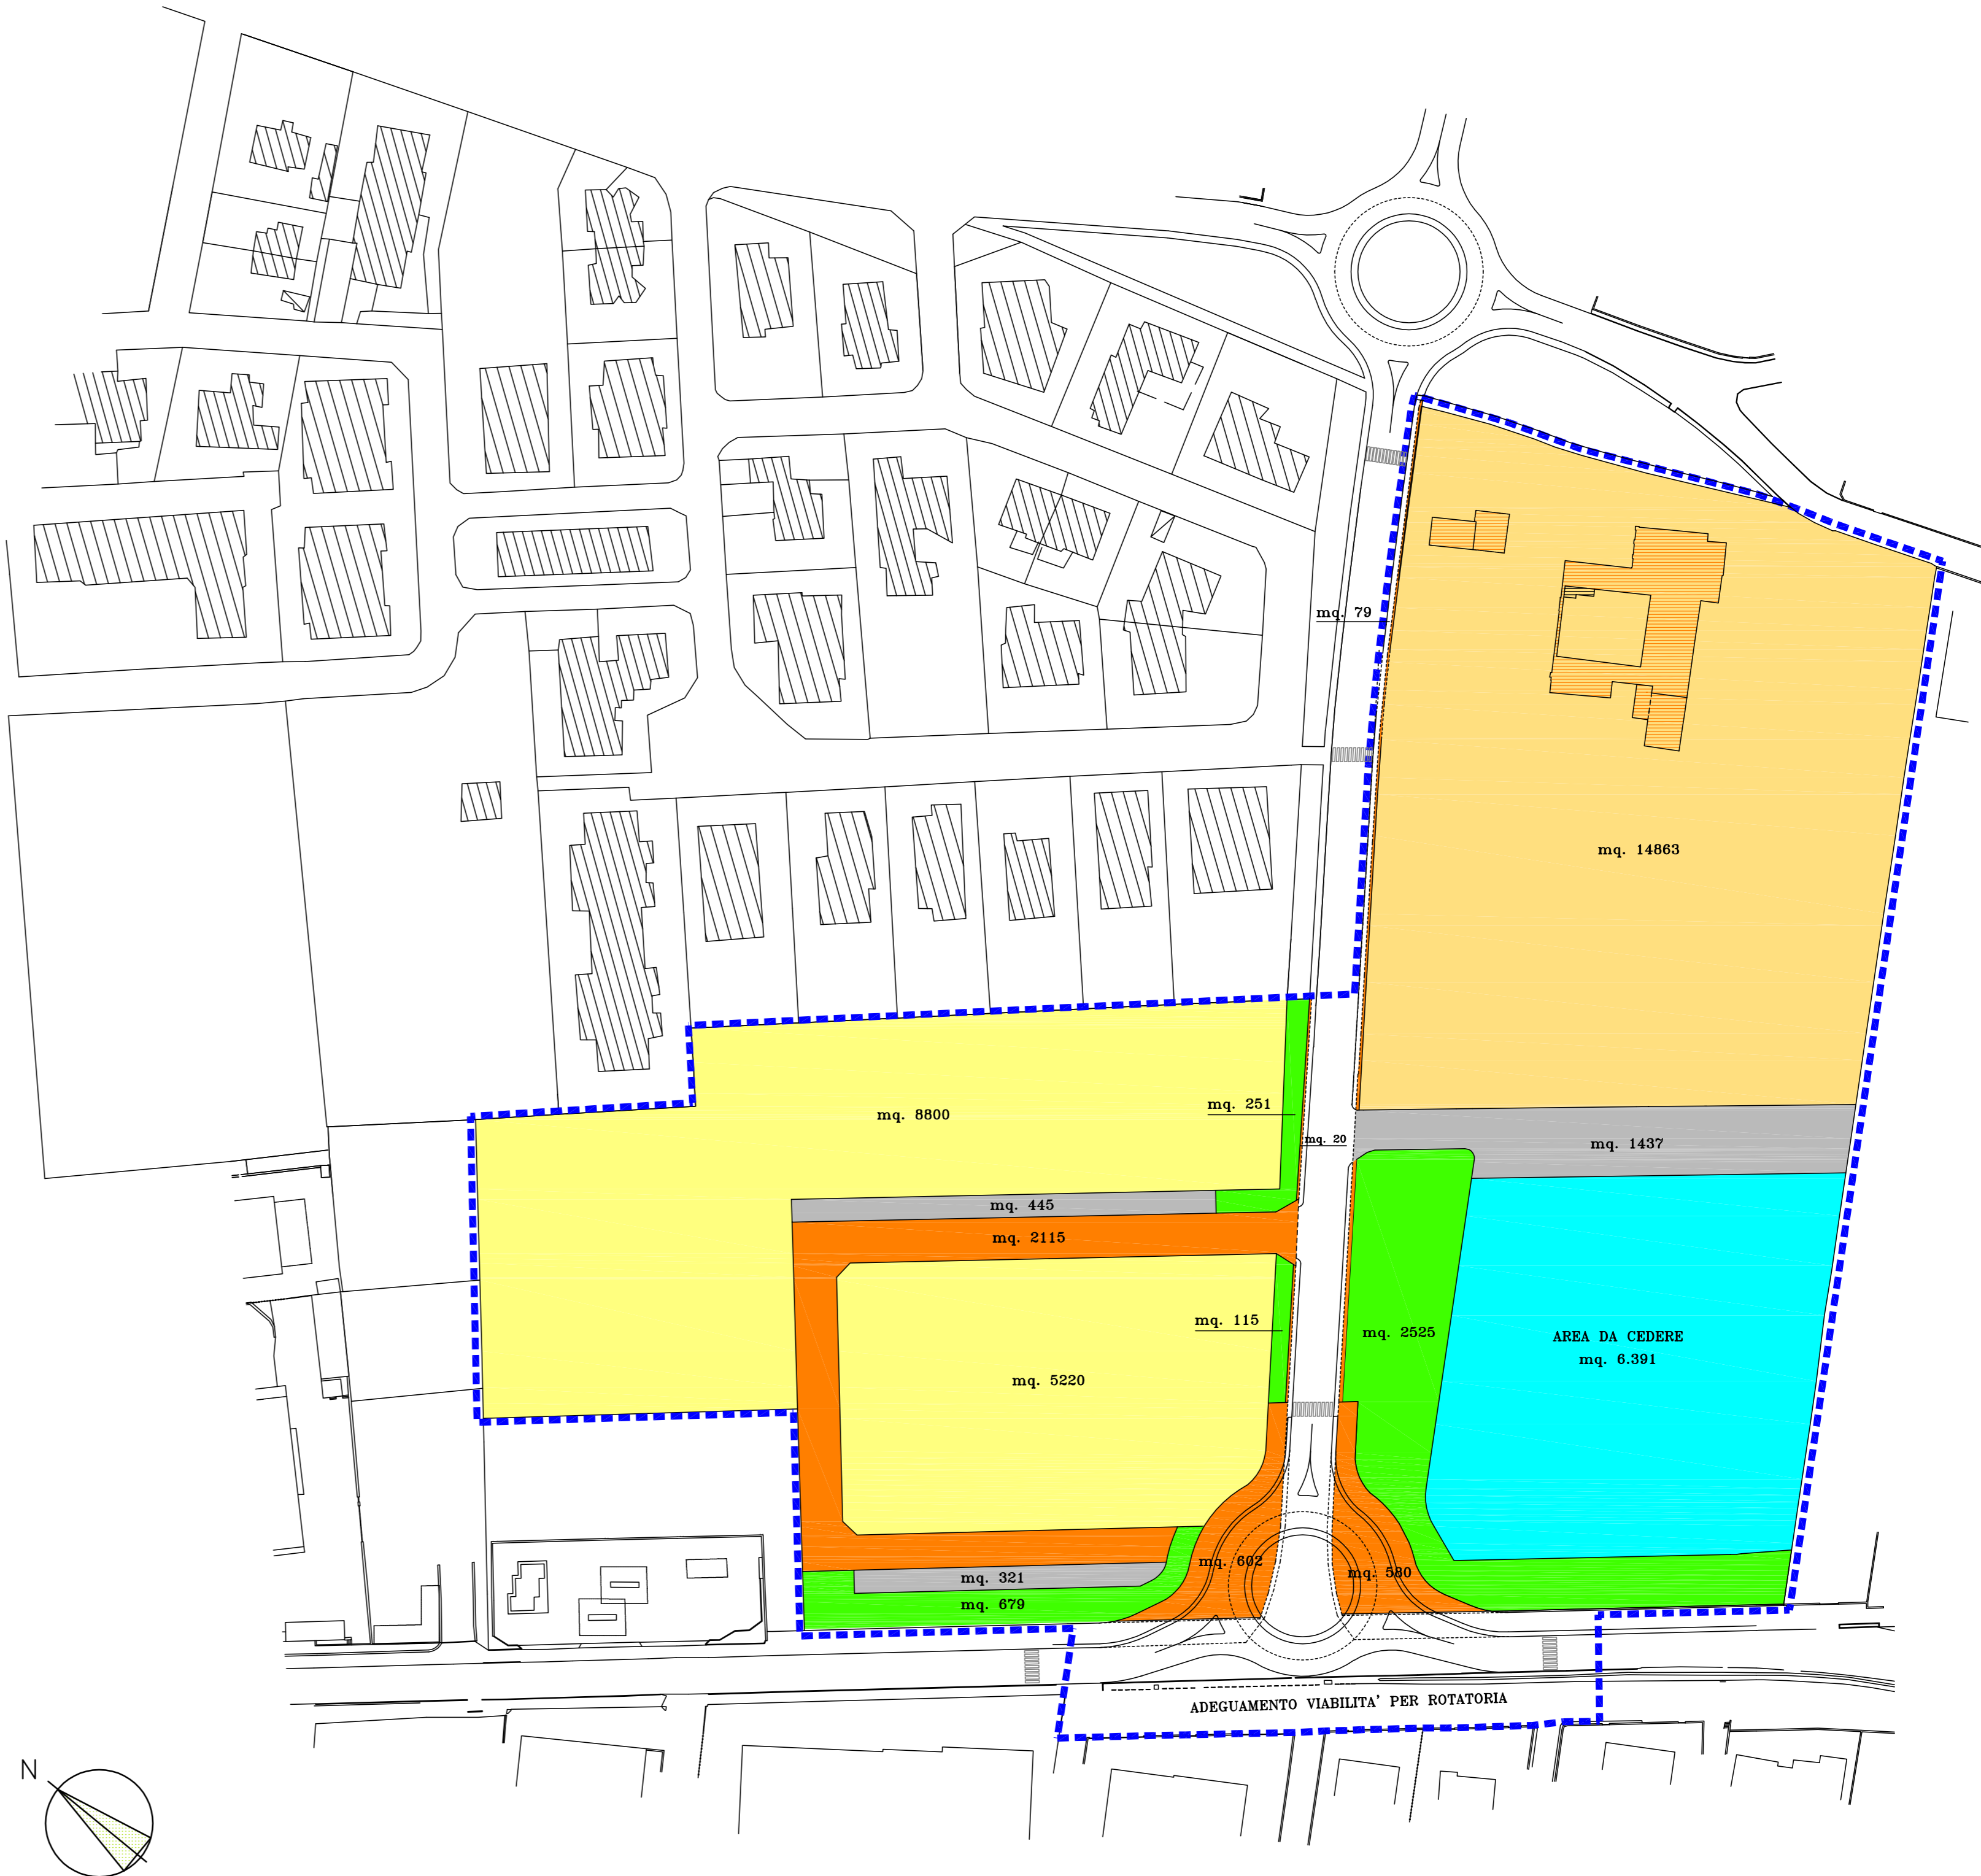 mq. 79
mq. 14863
mq. 251
mq. 8800
mq. 20
mq. 1437
mq. 445
mq. 2115
mq. 115
mq. 2525
AREA DA CEDERE
mq. 6.391
mq. 5220
mq. 602
mq. 580
mq. 321
mq. 679
ADEGUAMENTO VIABILITA' PER ROTATORIA
N